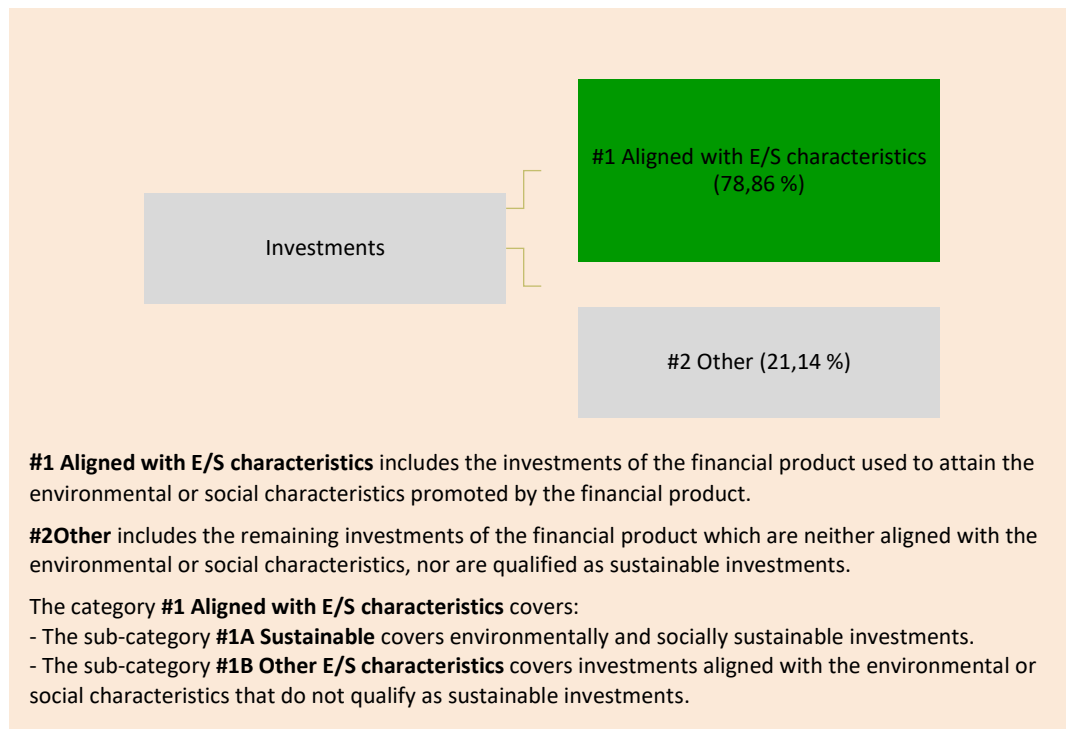 #1 Aligned with E/S characteristics
(78,86 %)
Investments
#2 Other (21,14 %)
#1 Aligned with E/S characteristics includes the investments of the financial product used to attain the
environmental or social characteristics promoted by the financial product.
#2Other includes the remaining investments of the financial product which are neither aligned with the
environmental or social characteristics, nor are qualified as sustainable investments.
The category #1 Aligned with E/S characteristics covers:
- The sub-category #1A Sustainable covers environmentally and socially sustainable investments.
- The sub-category #1B Other E/S characteristics covers investments aligned with the environmental or
social characteristics that do not qualify as sustainable investments.